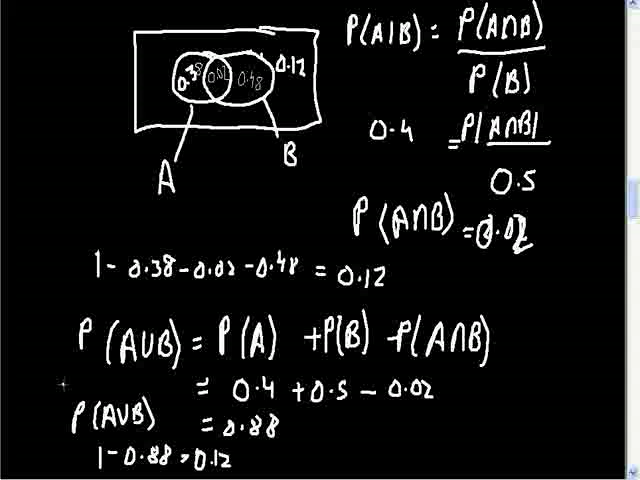 P(A|B) = P(A∩B)
P(B)
0.38 0.02 0.48 0.12
0.4 = P(A∩B)
0.5
A
B
P(A∩B) = 0.02
1 - 0.38 - 0.02 - 0.48 = 0.12
P(A∪B) = P(A) + P(B) - P(A∩B)
= 0.4 + 0.5 - 0.02
P(A∪B) = 0.88
1 - 0.88 = 0.12